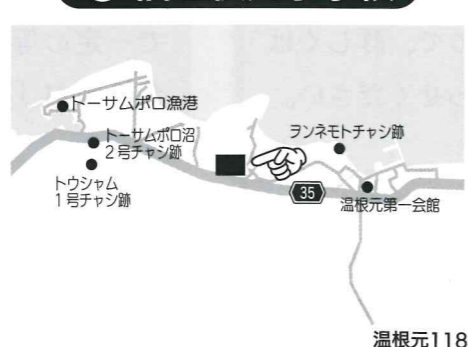 トーサムポロ漁港
トーサムポロ沼
2号チャシ跡
トウシャム
1号チャシ跡
ヲンネモトチャシ跡
35
温根元第一会館
温根元118